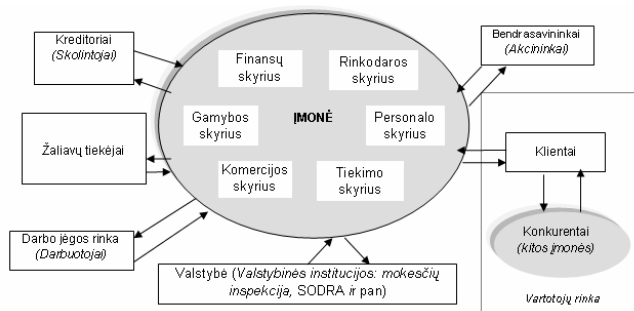 Kreditoriai
(Skolintojai)
Bendrasavininkai
(Akcininkai)
Finansų
skyrius
Rinkodaros
skyrius
Gamybos
skyrius
ĮMONĖ
Personalo
skyrius
Žaliavų tiekėjai
Klientai
Komercijos
skyrius
Tiekimo
skyrius
Darbo jėgos rinka
(Darbuotojai)
Konkurentai
(kitos įmonės)
Valstybė (Valstybinės institucijos: mokesčių
inspekcija, SODRA ir pan)
Vartotojų rinka